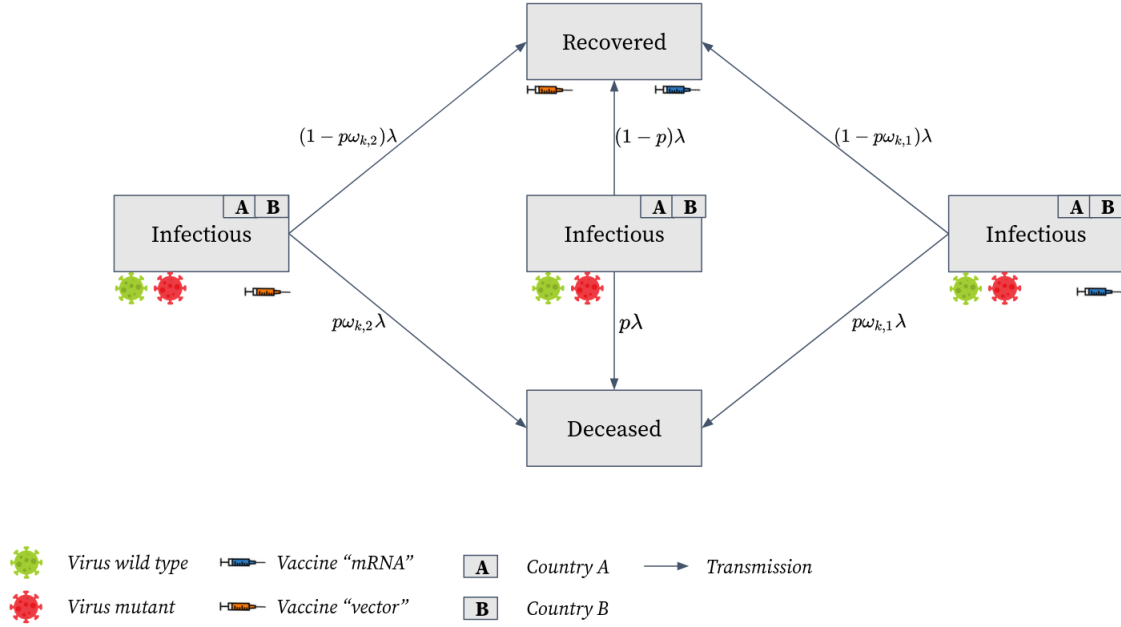 Recovered
(1 − pω_{k,2})λ
(1 − p)λ
(1 − pω_{k,1})λ
A B
Infectious
A B
Infectious
A B
Infectious
pω_{k,2}λ
pλ
pω_{k,1}λ
Deceased
Virus wild type
Vaccine “mRNA”
A
Country A
Transmission
Virus mutant
Vaccine “vector”
B
Country B